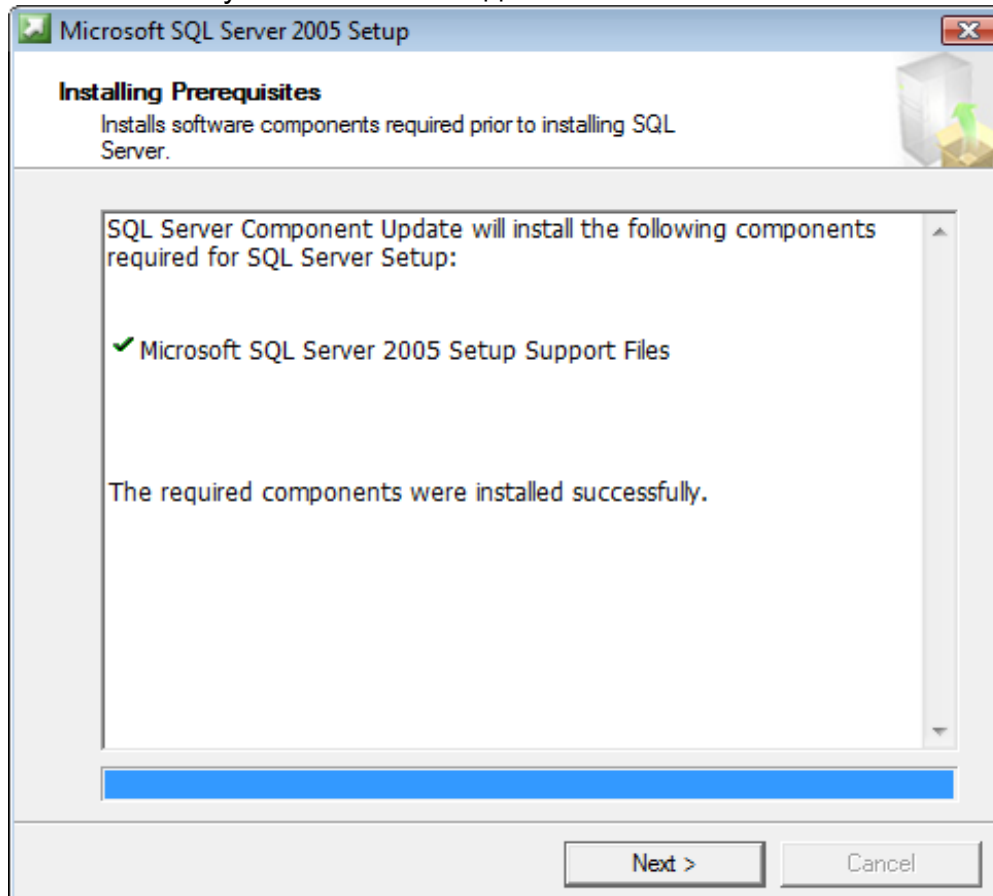 Microsoft SQL Server 2005 Setup
Installing Prerequisites
Installs software components required prior to installing SQL
Server.
SQL Server Component Update will install the following components
required for SQL Server Setup:
✔ Microsoft SQL Server 2005 Setup Support Files
The required components were installed successfully.
Next >
Cancel